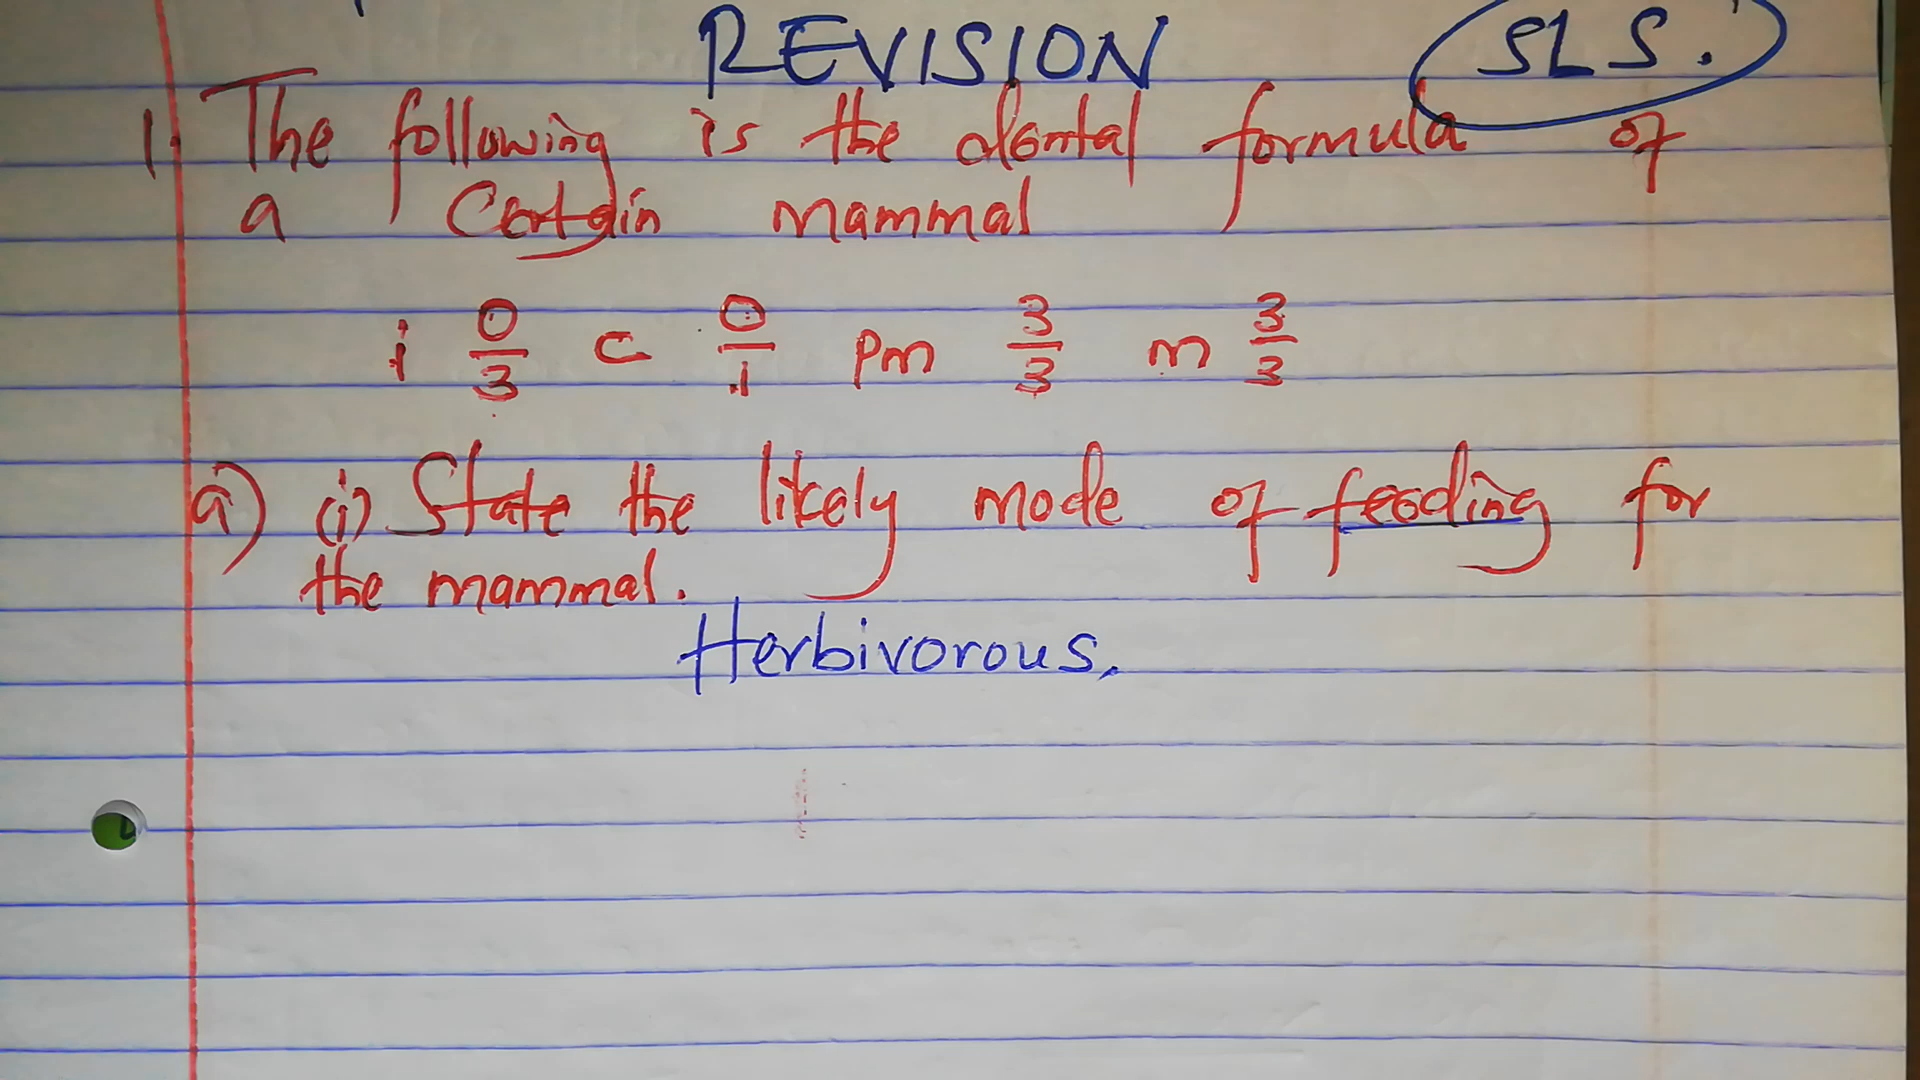 REVISION
SLS.
1. The following is the dental formula of
a certain mammal
i 0/3 c 0/1 pm 3/3 m 3/3
a) (i) State the likely mode of feeding for
the mammal.
Herbivorous.